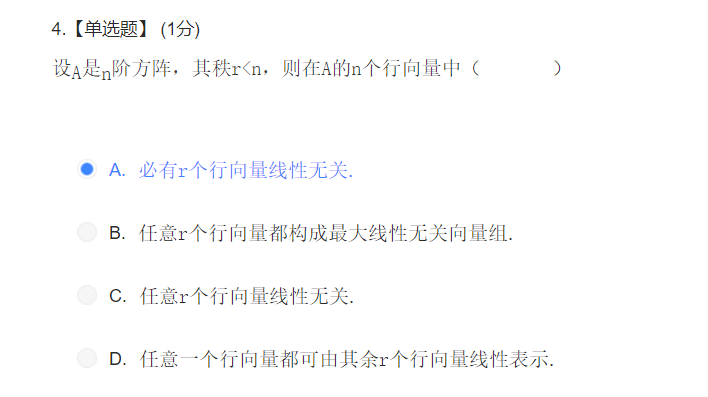 4.【单选题】 (1分)
设A是n阶方阵，其秩r<n，则在A的n个行向量中（ ）
A. 必有r个行向量线性无关.
B. 任意r个行向量都构成最大线性无关向量组.
C. 任意r个行向量线性无关.
D. 任意一个行向量都可由其余r个行向量线性表示.